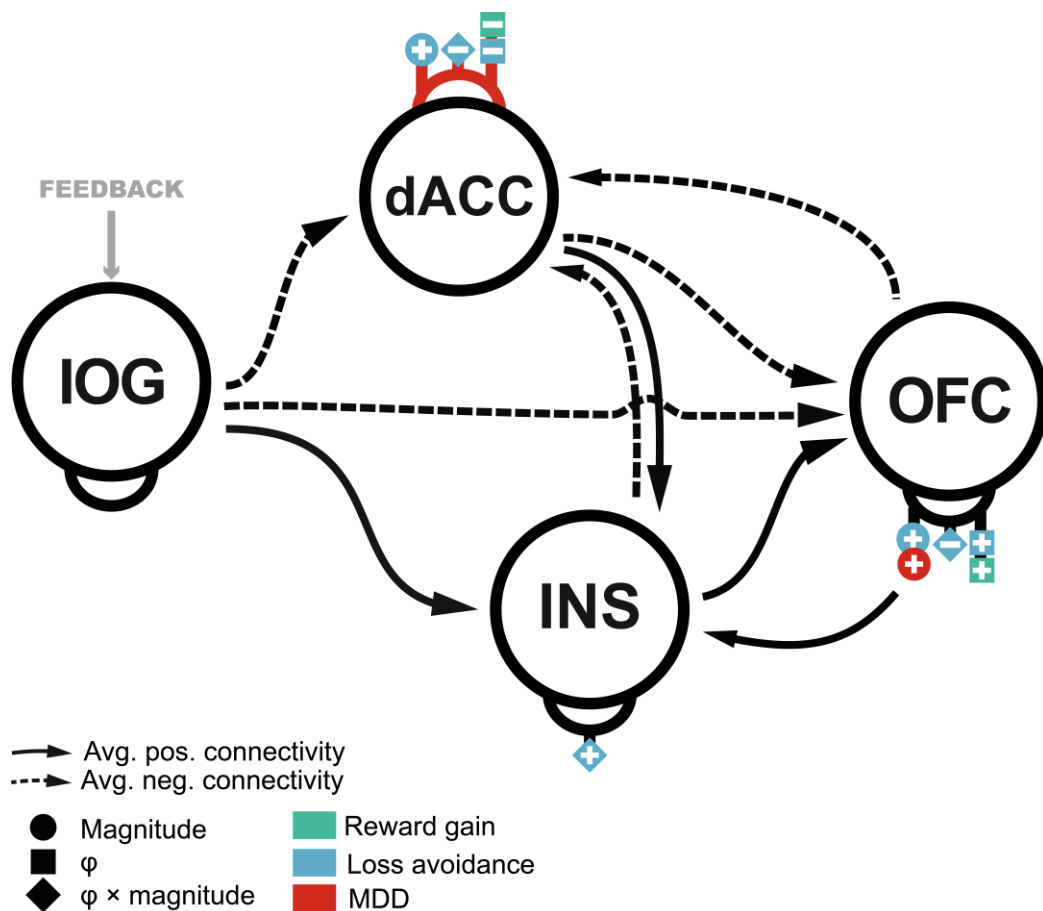 FEEDBACK
dACC
IOG
OFC
INS
Avg. pos. connectivity
Avg. neg. connectivity
Magnitude
φ
φ × magnitude
Reward gain
Loss avoidance
MDD